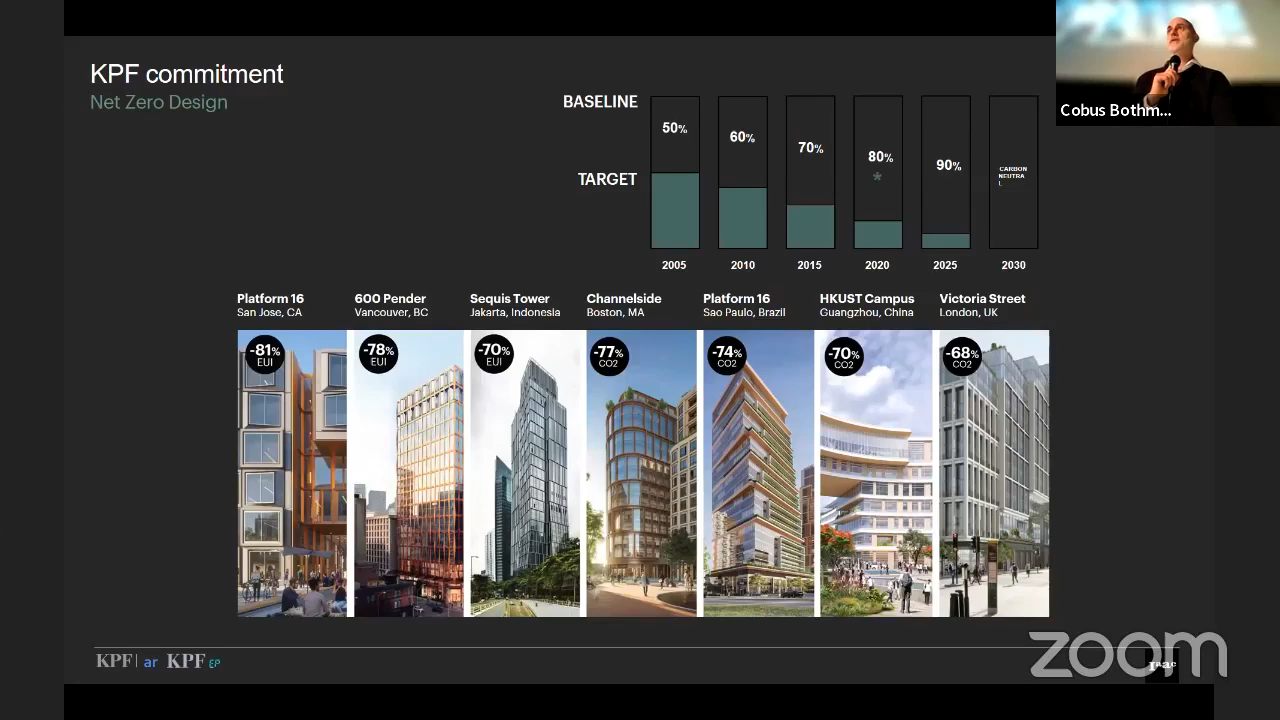 KPF commitment
Net Zero Design
Cobus Bothm...
BASELINE
TARGET
50%
60%
70%
80%
*
90%
CARBON
NEUTRA
L
2005
2010
2015
2020
2025
2030
Platform 16
San Jose, CA
600 Pender
Vancouver, BC
Sequis Tower
Jakarta, Indonesia
Channelside
Boston, MA
Platform 16
Sao Paulo, Brazil
HKUST Campus
Guangzhou, China
Victoria Street
London, UK
-81%
EUI
-78%
EUI
-70%
EUI
-77%
CO2
-74%
CO2
-70%
CO2
-68%
CO2
KPF ar KPF EP
zoom
Iaac